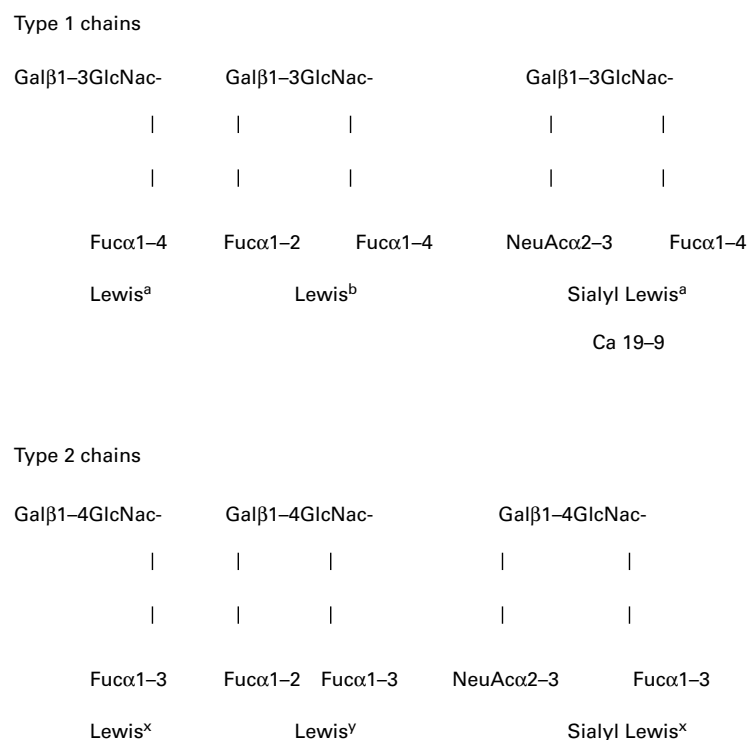 Type 1 chains
Galβ1–3GlcNac- Galβ1–3GlcNac- Galβ1–3GlcNac-
| | | | |
| | | | |
Fucα1–4 Fucα1–2 Fucα1–4 NeuAcα2–3 Fucα1–4
Lewisᵃ Lewisᵇ Sialyl Lewisᵃ
Ca 19–9
Type 2 chains
Galβ1–4GlcNac- Galβ1–4GlcNac- Galβ1–4GlcNac-
| | | | |
| | | | |
Fucα1–3 Fucα1–2 Fucα1–3 NeuAcα2–3 Fucα1–3
Lewisˣ Lewisʸ Sialyl Lewisˣ